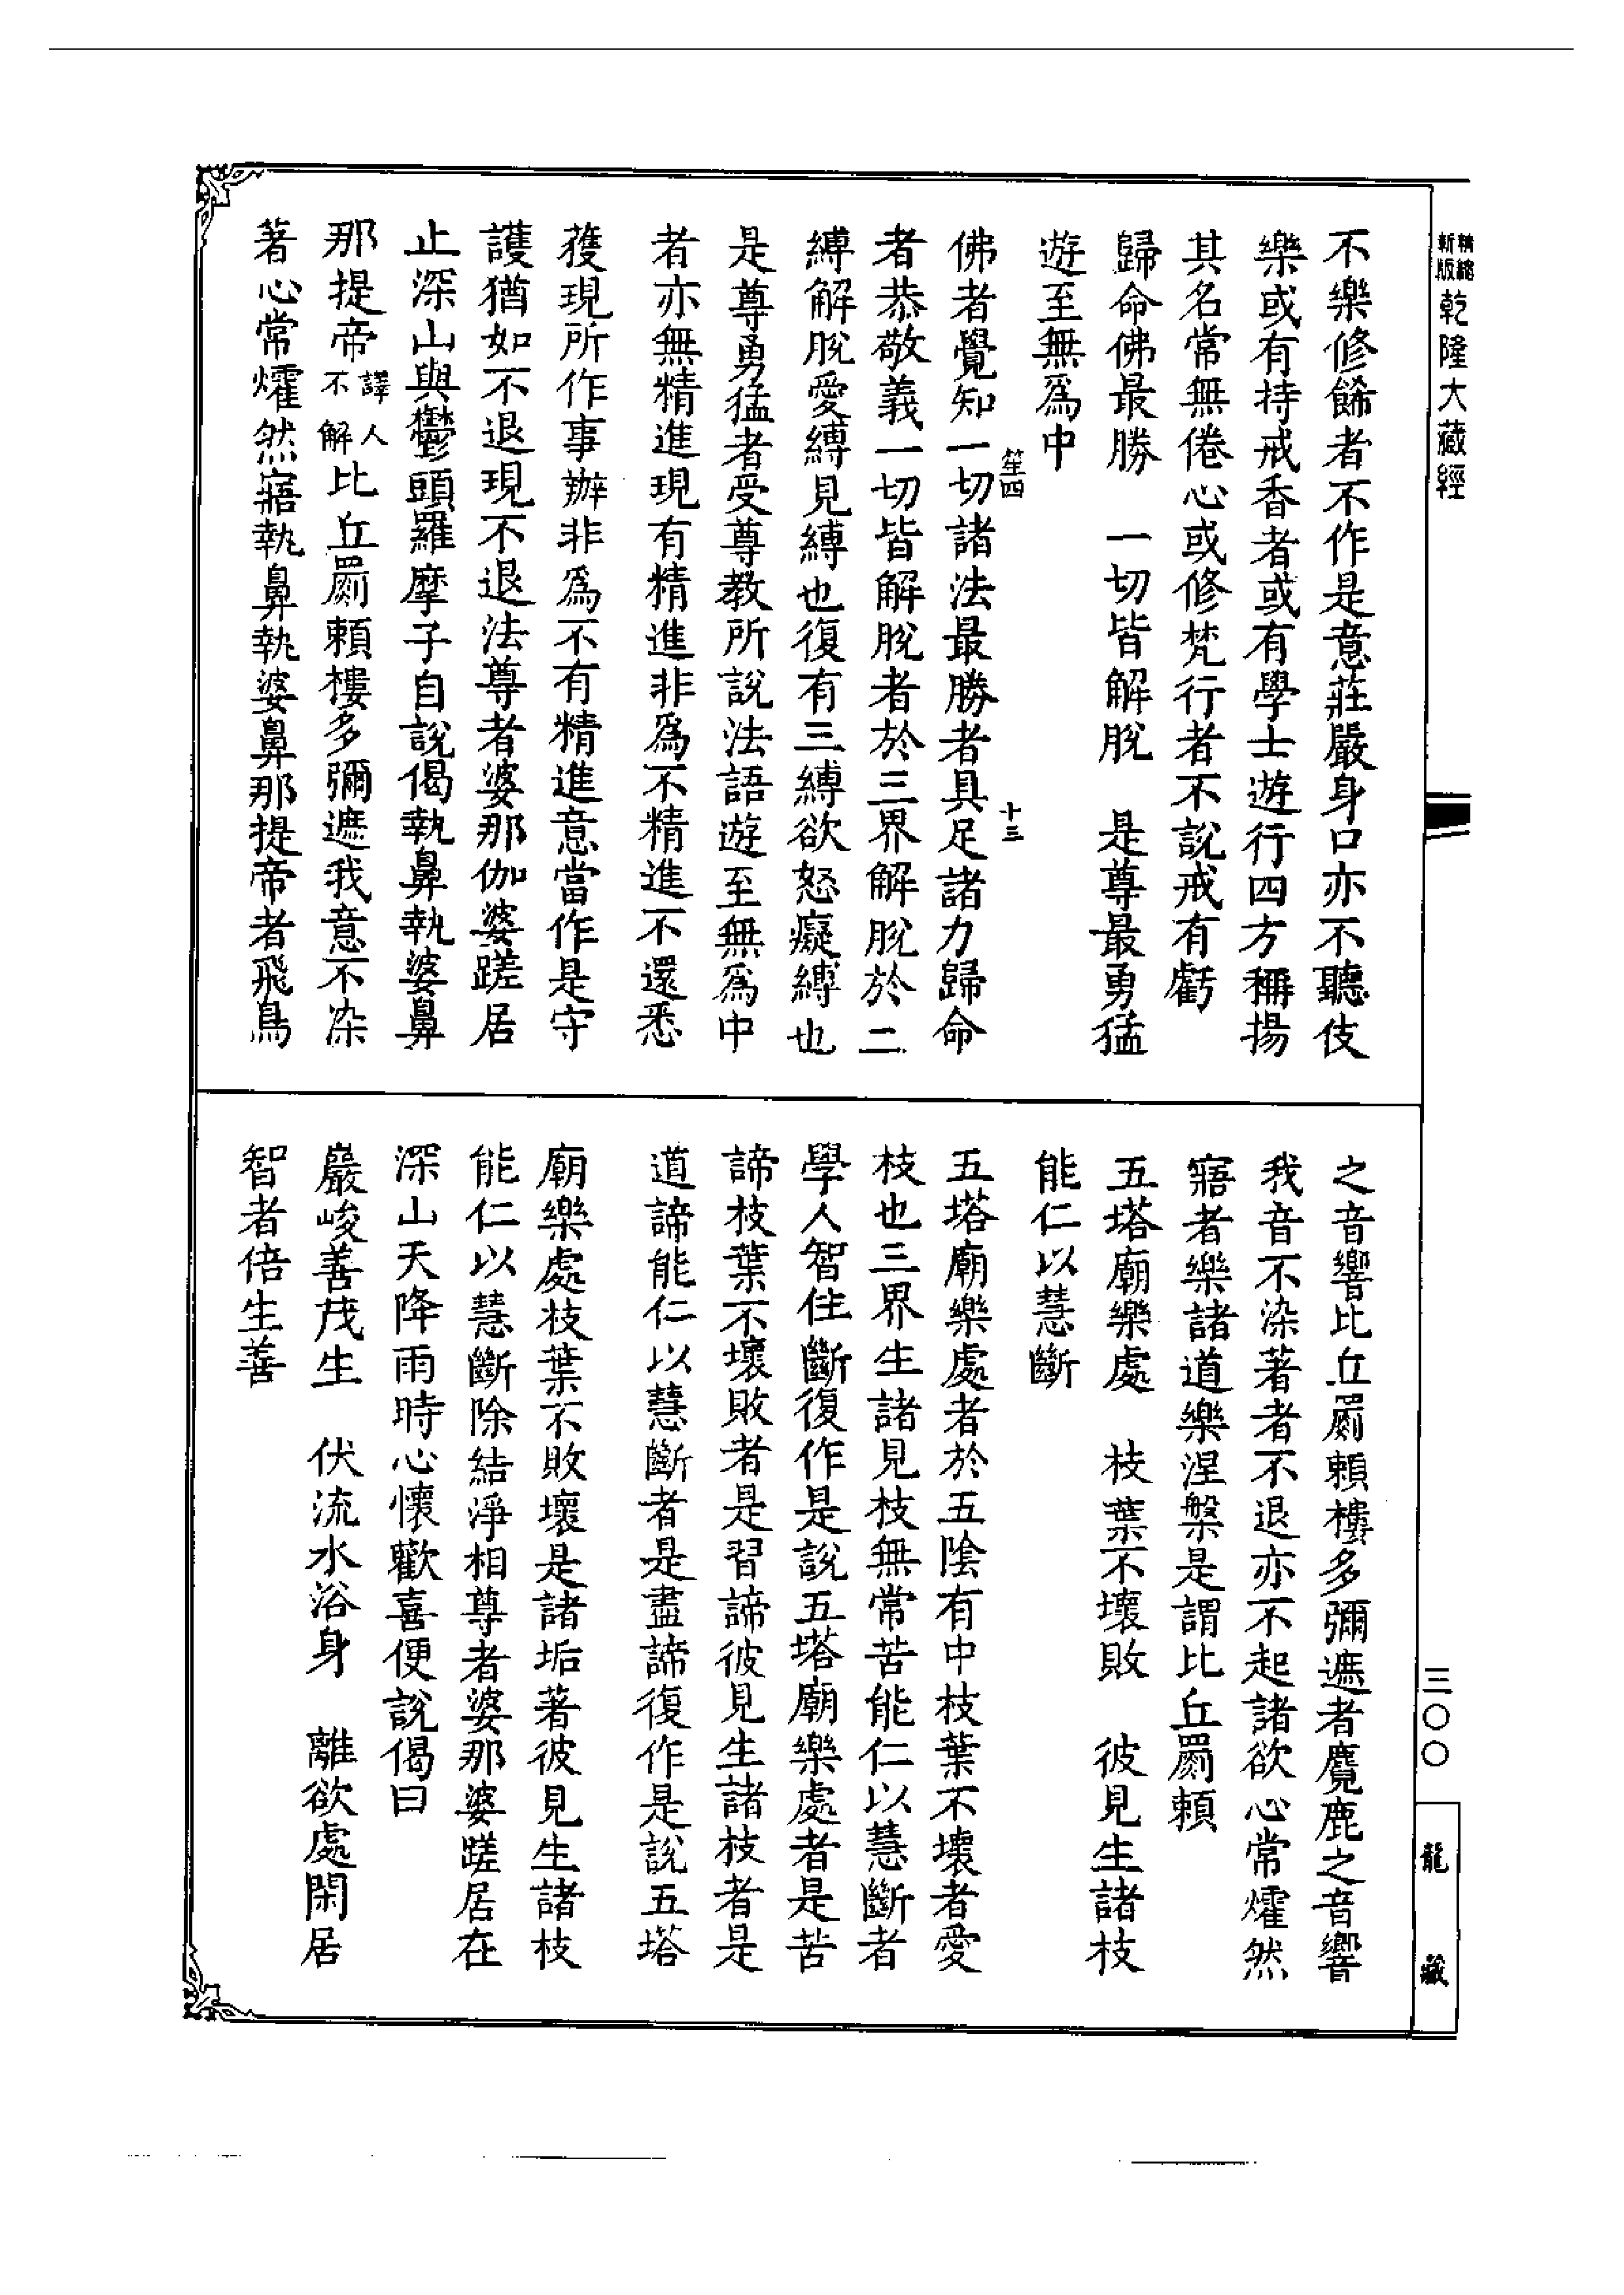 精縮新版乾隆大藏經
不樂修餙者不作是意莊嚴身口亦不聽伎
樂或有持戒香者或有學士遊行四方稱揚
其名常無倦心或修梵行者不說戒有虧
歸命佛最勝　一切皆解脫　是尊最勇猛
遊至無爲中
笙四　十三
佛者覺知一切諸法最勝者具足諸力歸命
者恭敬義一切皆解脫者於三界解脫於二
縛解脫愛縛見縛也復有三縛欲怒癡縛也
是尊勇猛者受尊教所說法語遊至無爲中
者亦無精進現有精進非爲不精進不還悉
獲現所作事辦非爲不有精進意當作是守
護猶如不退現不退法尊者婆那伽婆蹉居
止深山與鬱頭羅摩子自說偈執鼻執婆鼻
那提帝譯人不解比丘罽賴樓多彌遮我意不染
著心常燿然寤執鼻執婆鼻那提帝者飛鳥
之音響比丘罽賴樓多彌遮者麑鹿之音響
我音不染著者不退亦不起諸欲心常燿然
寤者樂諸道樂涅槃是謂比丘罽賴
五塔廟樂處　枝葉不壞敗　彼見生諸枝
能仁以慧斷
五塔廟樂處者於五陰有中枝葉不壞者愛
枝也三界生諸見枝無常苦能仁以慧斷者
學人智住斷復作是說五塔廟樂處者是苦
諦枝葉不壞敗者是習諦彼見生諸枝者是
道諦能仁以慧斷者是盡諦復作是說五塔
廟樂處枝葉不敗壞是諸垢著彼見生諸枝
能仁以慧斷除結淨相尊者婆那婆蹉居在
深山天降雨時心懷歡喜便說偈曰
巖峻善茂生　伏流水浴身　離欲處閑居
智者倍生善
三〇〇
龍藏